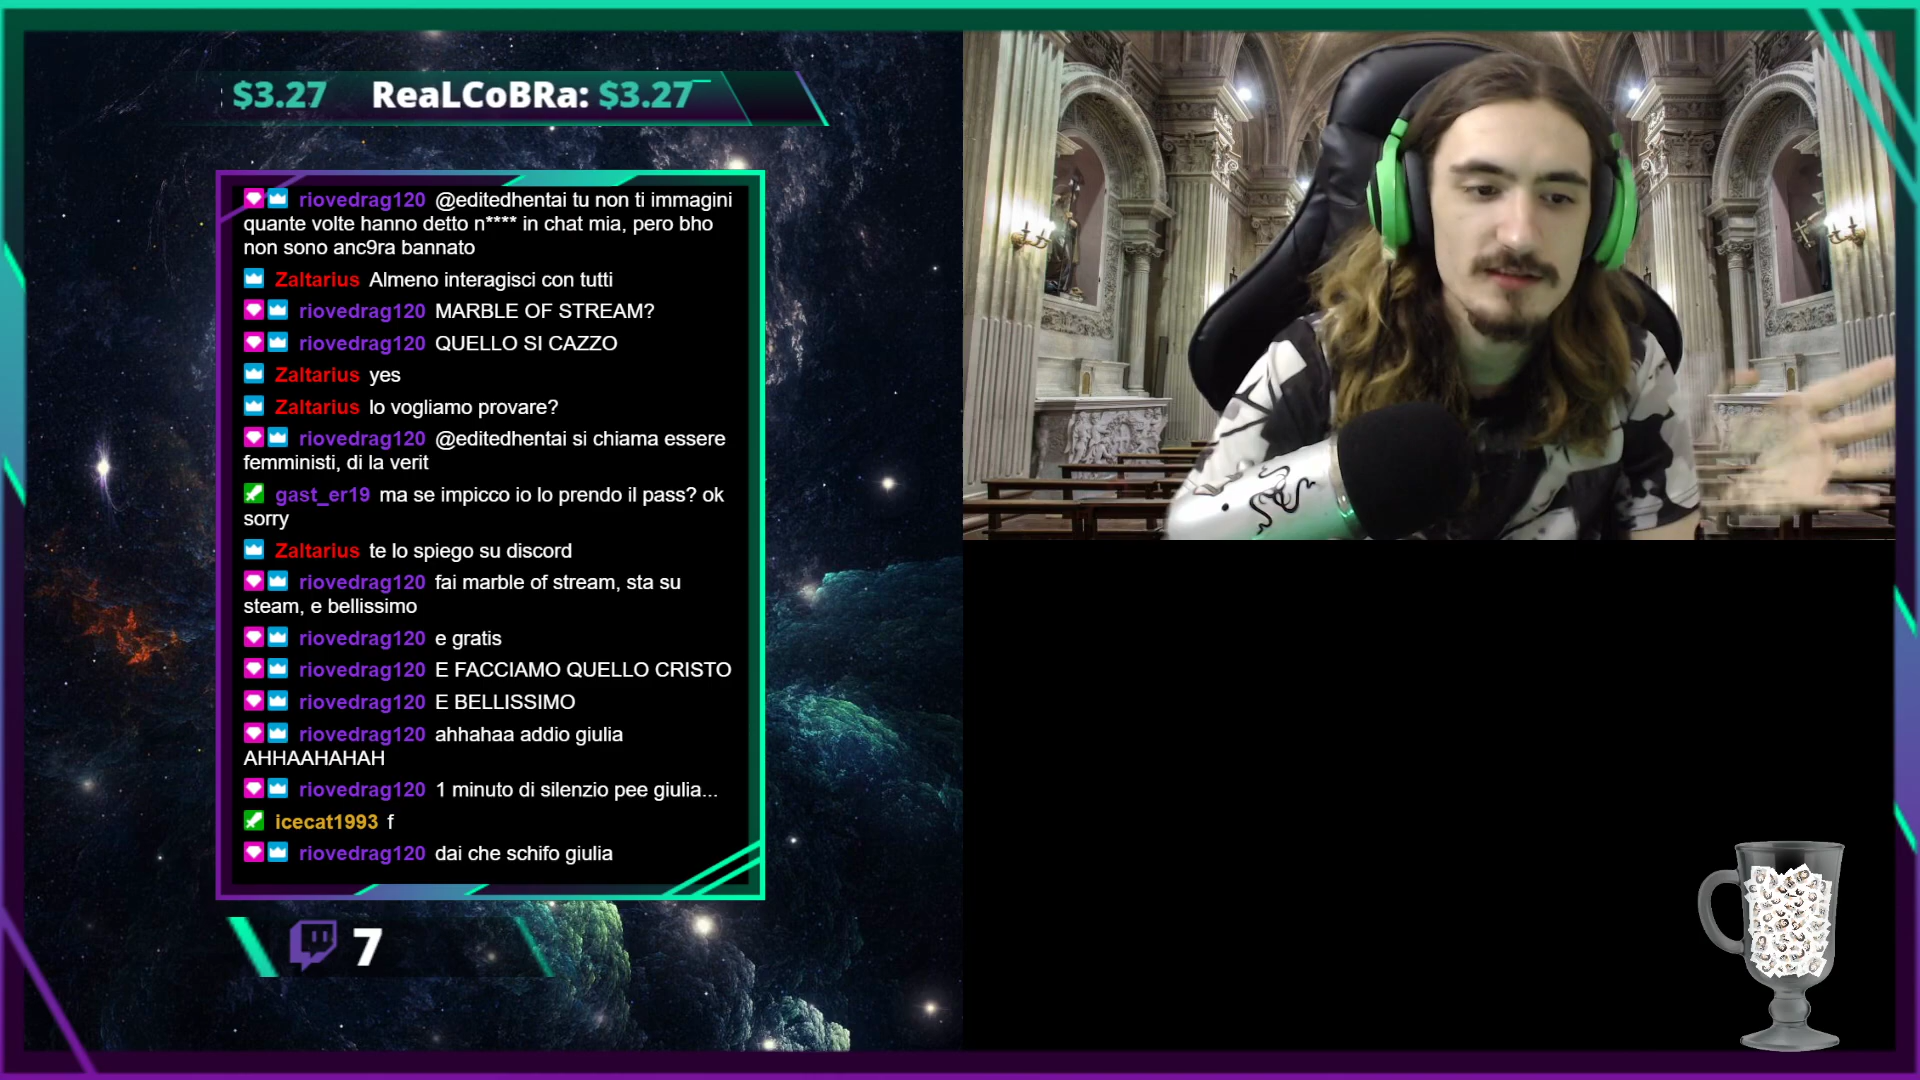 $3.27 ReaLCoBRa: $3.27
riovedrag120 @editedhentai tu non ti immagini
quante volte hanno detto n**** in chat mia, pero bho
non sono anc9ra bannato
Zaltarius Almeno interagisci con tutti
riovedrag120 MARBLE OF STREAM?
riovedrag120 QUELLO SI CAZZO
Zaltarius yes
Zaltarius lo vogliamo provare?
riovedrag120 @editedhentai si chiama essere
femministi, di la verit
gast_er19 ma se impicco io lo prendo il pass? ok
sorry
Zaltarius te lo spiego su discord
riovedrag120 fai marble of stream, sta su
steam, e bellissimo
riovedrag120 e gratis
riovedrag120 E FACCIAMO QUELLO CRISTO
riovedrag120 E BELLISSIMO
riovedrag120 ahhahaa addio giulia
AHHAAHAHAH
riovedrag120 1 minuto di silenzio pee giulia...
icecat1993 f
riovedrag120 dai che schifo giulia
7